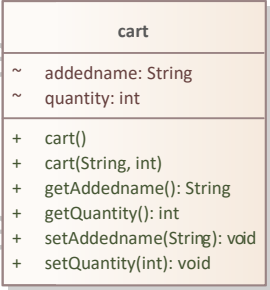 cart
~ addedname: String
~ quantity: int
+ cart()
+ cart(String, int)
+ getAddedname(): String
+ getQuantity(): int
+ setAddedname(String): void
+ setQuantity(int): void